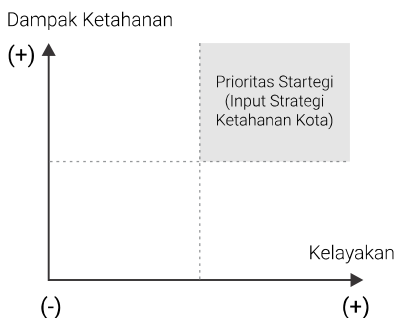 Dampak Ketahanan
(+)
Prioritas Startegi
(Input Strategi
Ketahanan Kota)
Kelayakan
(-)
(+)